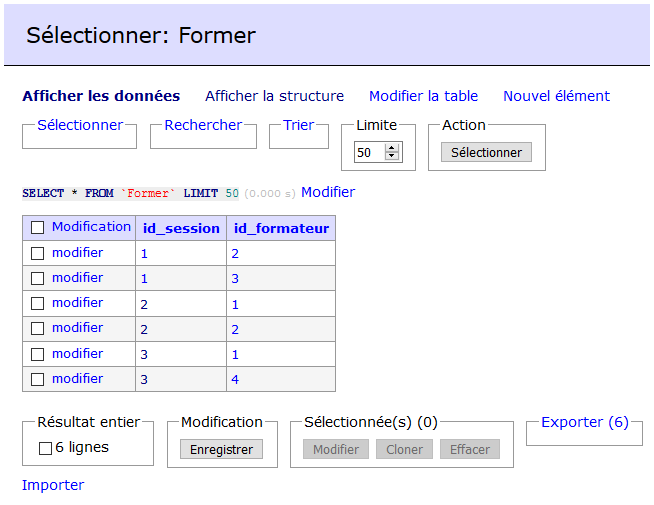 Sélectionner: Former
Afficher les données Afficher la structure Modifier la table Nouvel élément
Sélectionner Rechercher Trier Limite Action
50 Sélectionner
SELECT * FROM `Former` LIMIT 50 (0.000 s) Modifier
Modification id_session id_formateur
modifier 1 2
modifier 1 3
modifier 2 1
modifier 2 2
modifier 3 1
modifier 3 4
Résultat entier Modification Sélectionnée(s) (0) Exporter (6)
6 lignes Enregistrer Modifier Cloner Effacer
Importer